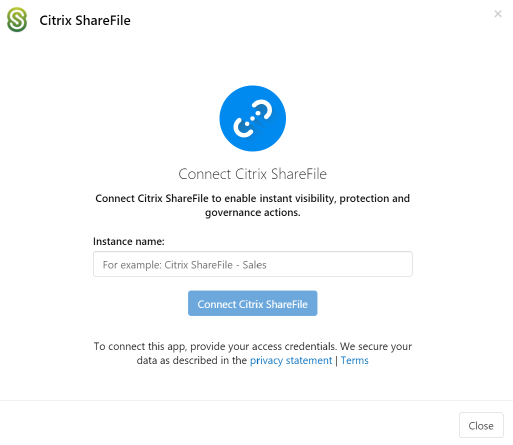 Citrix ShareFile
×
Connect Citrix ShareFile
Connect Citrix ShareFile to enable instant visibility, protection and
governance actions.
Instance name:
For example: Citrix ShareFile - Sales
Connect Citrix ShareFile
To connect this app, provide your access credentials. We secure your
data as described in the privacy statement | Terms
Close